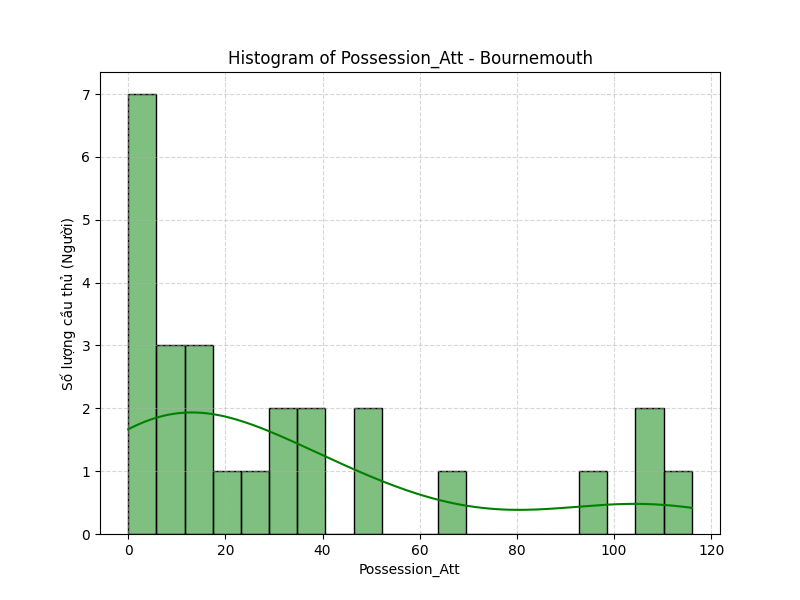 Histogram of Possession_Att - Bournemouth
Số lượng cầu thủ (Người)
7
6
5
4
3
2
1
0
0 20 40 60 80 100 120
Possession_Att